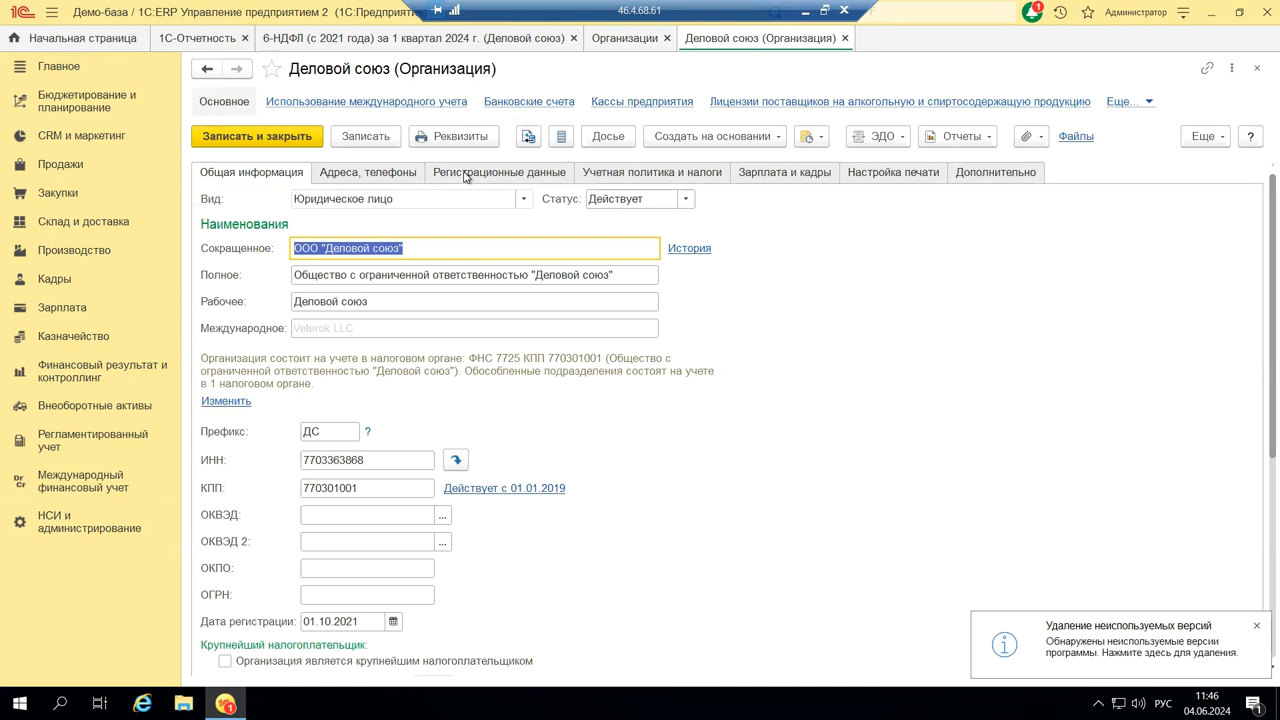 Демо-база / 1С:ERP Управление предприятием 2 (1С:Предприятие
46.4.68.61
Администратор
Начальная страница
1С-Отчетность
6-НДФЛ (с 2021 года) за 1 квартал 2024 г. (Деловой союз)
Организации
Деловой союз (Организация)
Главное
Бюджетирование и
планирование
CRM и маркетинг
Продажи
Закупки
Склад и доставка
Производство
Кадры
Зарплата
Казначейство
Финансовый результат и
контроллинг
Внеоборотные активы
Регламентированный
учет
Международный
финансовый учет
НСИ и
администрирование
Деловой союз (Организация)
Основное Использование международного учета Банковские счета Кассы предприятия Лицензии поставщиков на алкогольную и спиртосодержащую продукцию Еще...
Записать и закрыть Записать Реквизиты Досье Создать на основании ЭДО Отчеты Файлы Еще ?
Общая информация Адреса, телефоны Регистрационные данные Учетная политика и налоги Зарплата и кадры Настройка печати Дополнительно
Вид: Юридическое лицо Статус: Действует
Наименования
Сокращенное: ООО "Деловой союз" История
Полное: Общество с ограниченной ответственностью "Деловой союз"
Рабочее: Деловой союз
Международное: Veterok LLC
Организация состоит на учете в налоговом органе: ФНС 7725 КПП 770301001 (Общество с
ограниченной ответственностью "Деловой союз"). Обособленные подразделения состоят на учете
в 1 налоговом органе.
Изменить
Префикс: ДС ?
ИНН: 7703363868
КПП: 770301001 Действует с 01.01.2019
ОКВЭД: ...
ОКВЭД 2: ...
ОКПО:
ОГРН:
Дата регистрации: 01.10.2021
Крупнейший налогоплательщик:
Организация является крупнейшим налогоплательщиком
Удаление неиспользуемых версий
Обнаружены неиспользуемые версии
программы. Нажмите здесь для удаления.
РУС
11:46
04.06.2024